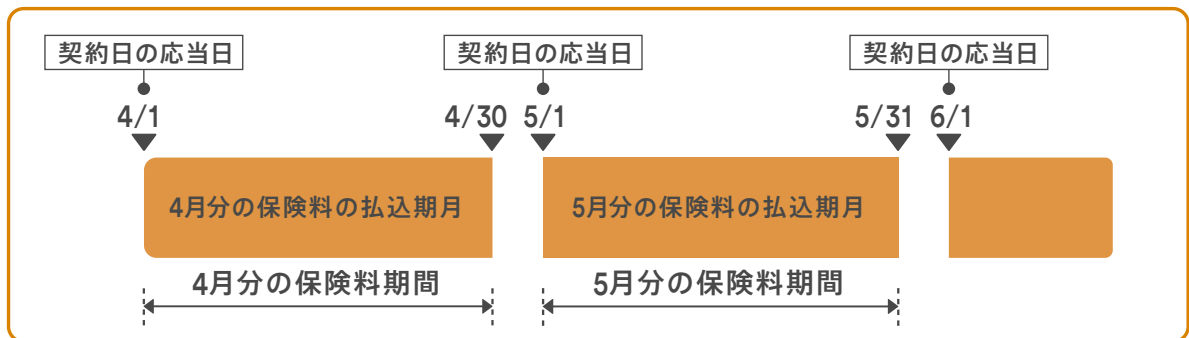 契約日の応当日 契約日の応当日 契約日の応当日
4/1 4/30 5/1 5/31 6/1
4月分の保険料の払込期月 5月分の保険料の払込期月
4月分の保険料期間 5月分の保険料期間